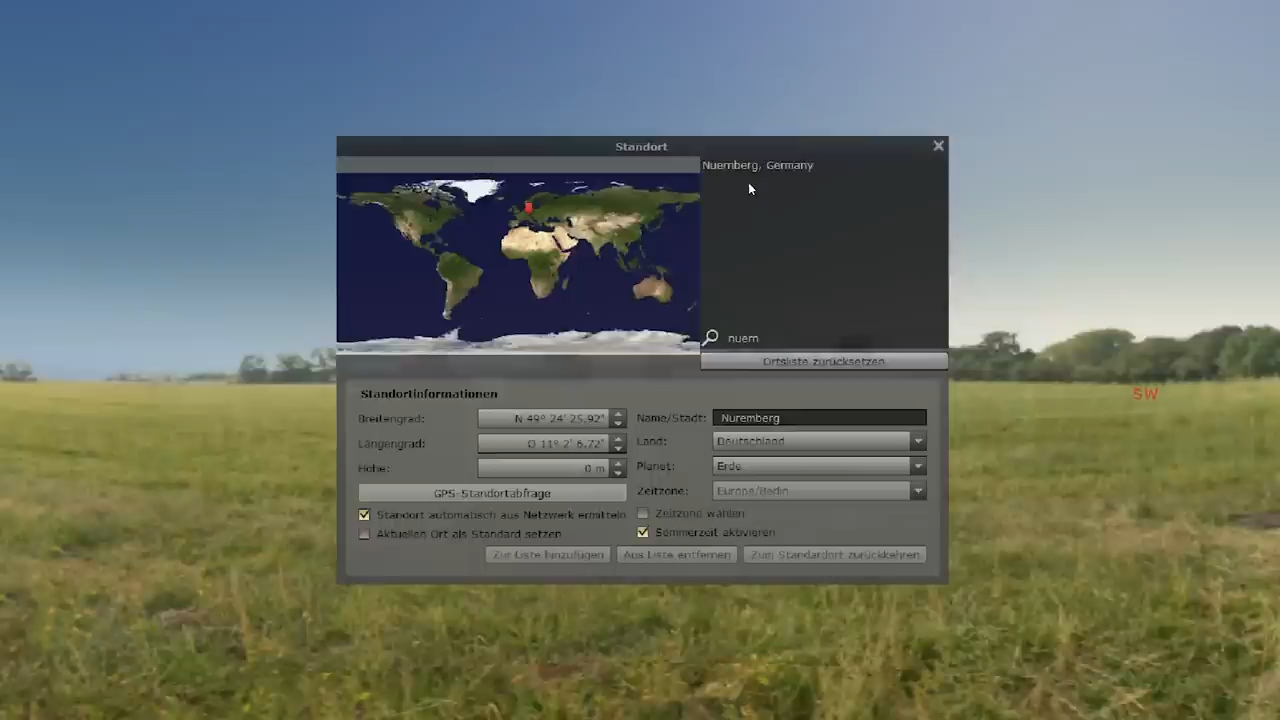 Standort
Nuernberg, Germany
nuern
Ortsliste zurücksetzen
SW
Standortinformationen
Breitengrad: N 49° 24' 25.92" Name/Stadt: Nuremberg
Längengrad: O 11° 2' 6.72" Land: Deutschland
Höhe: 0 m Planet: Erde
GPS-Standortabfrage Zeitzone: Europe/Berlin
Standort automatisch aus Netzwerk ermitteln Zeitzone wählen
Aktuellen Ort als Standard setzen Sommerzeit aktivieren
Zur Liste hinzufügen Aus Liste entfernen Zum Standardort zurückkehren